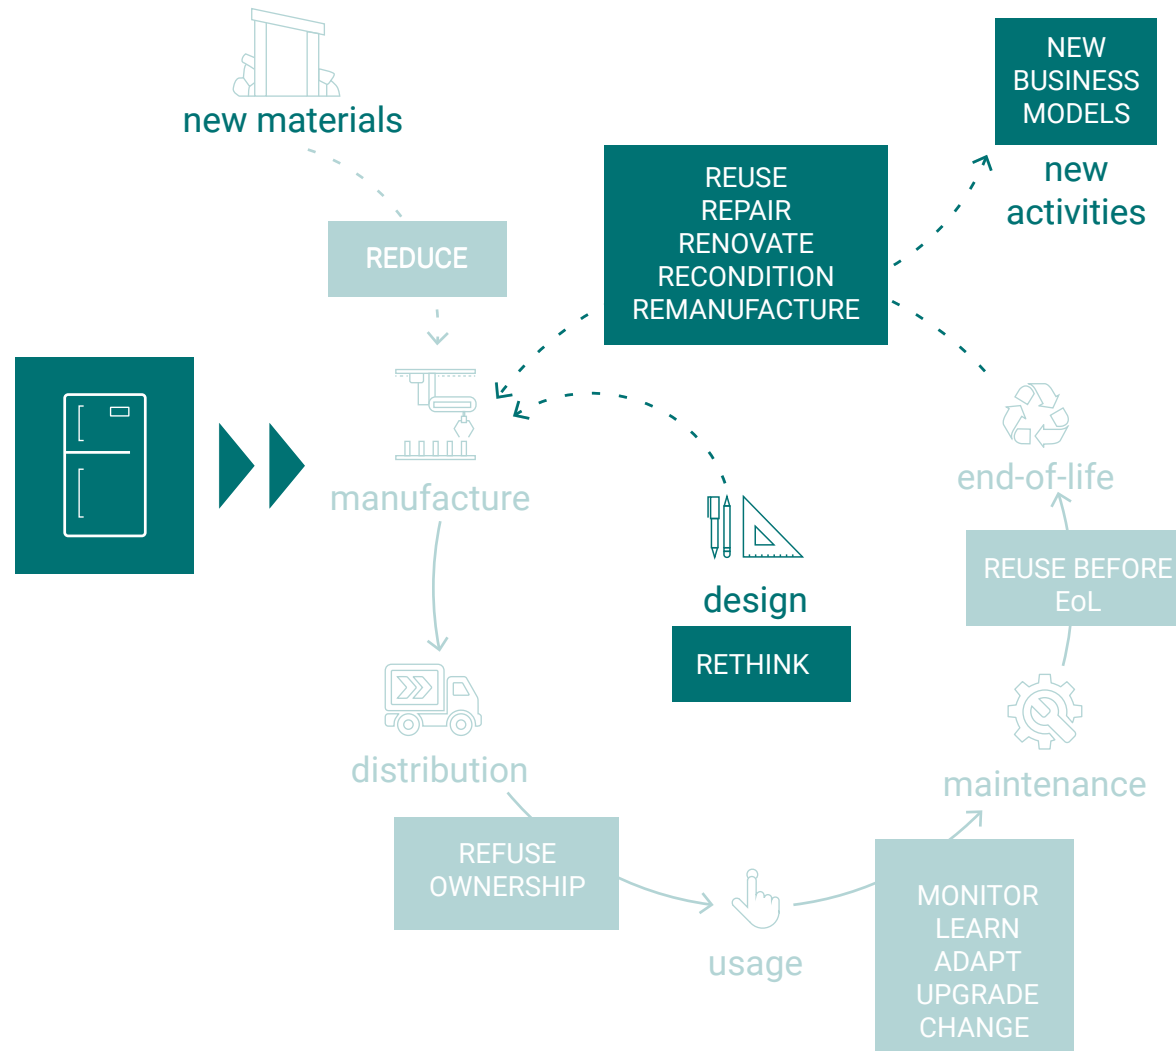 new materials
REDUCE
REUSE
REPAIR
RENOVATE
RECONDITION
REMANUFACTURE
NEW
BUSINESS
MODELS
new
activities
manufacture
design
RETHINK
end-of-life
REUSE BEFORE
EoL
distribution
maintenance
REFUSE
OWNERSHIP
usage
MONITOR
LEARN
ADAPT
UPGRADE
CHANGE